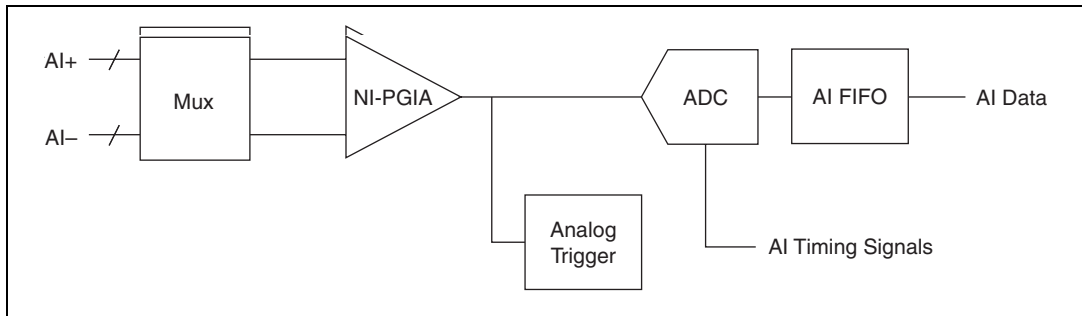 AI+
Mux
AI–
NI-PGIA
ADC
AI FIFO
AI Data
Analog
Trigger
AI Timing Signals